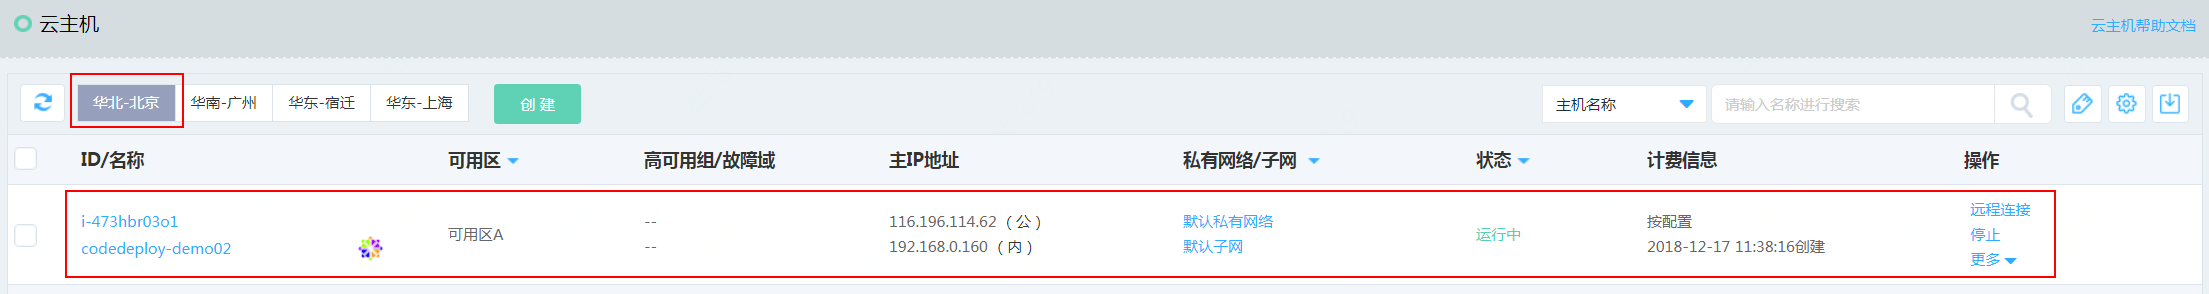 云主机
云主机帮助文档
华北-北京 华南-广州 华东-宿迁 华东-上海 创建 主机名称 请输入名称进行搜索
ID/名称 可用区 高可用组/故障域 主IP地址 私有网络/子网 状态 计费信息 操作
i-473hbr03o1
codedeploy-demo02
可用区A
--
--
116.196.114.62（公）
192.168.0.160（内）
默认私有网络
默认子网
运行中
按配置
2018-12-17 11:38:16创建
远程连接
停止
更多